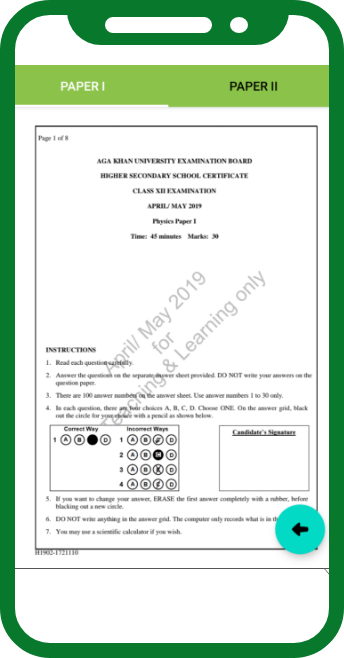 PAPER I
PAPER II
Page 1 of 8
AGA KHAN UNIVERSITY EXAMINATION BOARD
HIGHER SECONDARY SCHOOL CERTIFICATE
CLASS XII EXAMINATION
APRIL/ MAY 2019
Physics Paper I
Time: 45 minutes Marks: 30
April/ May 2019
for
Teaching & Learning only
INSTRUCTIONS
1. Read each question carefully.
2. Answer the questions on the separate answer sheet provided. DO NOT write your answers on the
question paper.
3. There are 100 answer numbers on the answer sheet. Use answer numbers 1 to 30 only.
4. In each question, there are four choices A, B, C, D. Choose ONE. On the answer grid, black
out the circle for your choice with a pencil as shown below.
Correct Way
1 A B D
Incorrect Ways
1 A B C D
2 A B D
3 A B D
4 A B D
Candidate's Signature
5. If you want to change your answer, ERASE the first answer completely with a rubber, before
blacking out a new circle.
6. DO NOT write anything in the answer grid. The computer only records what is in
7. You may use a scientific calculator if you wish.
H1902-1721110